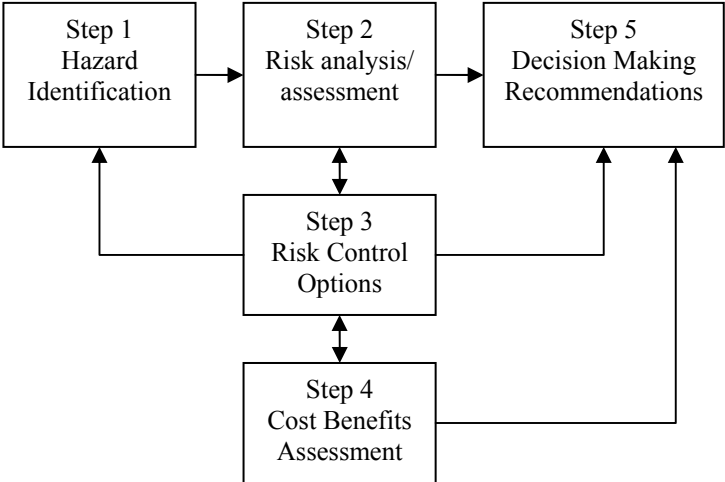 Step 1
Hazard
Identification
Step 2
Risk analysis/
assessment
Step 5
Decision Making
Recommendations
Step 3
Risk Control
Options
Step 4
Cost Benefits
Assessment